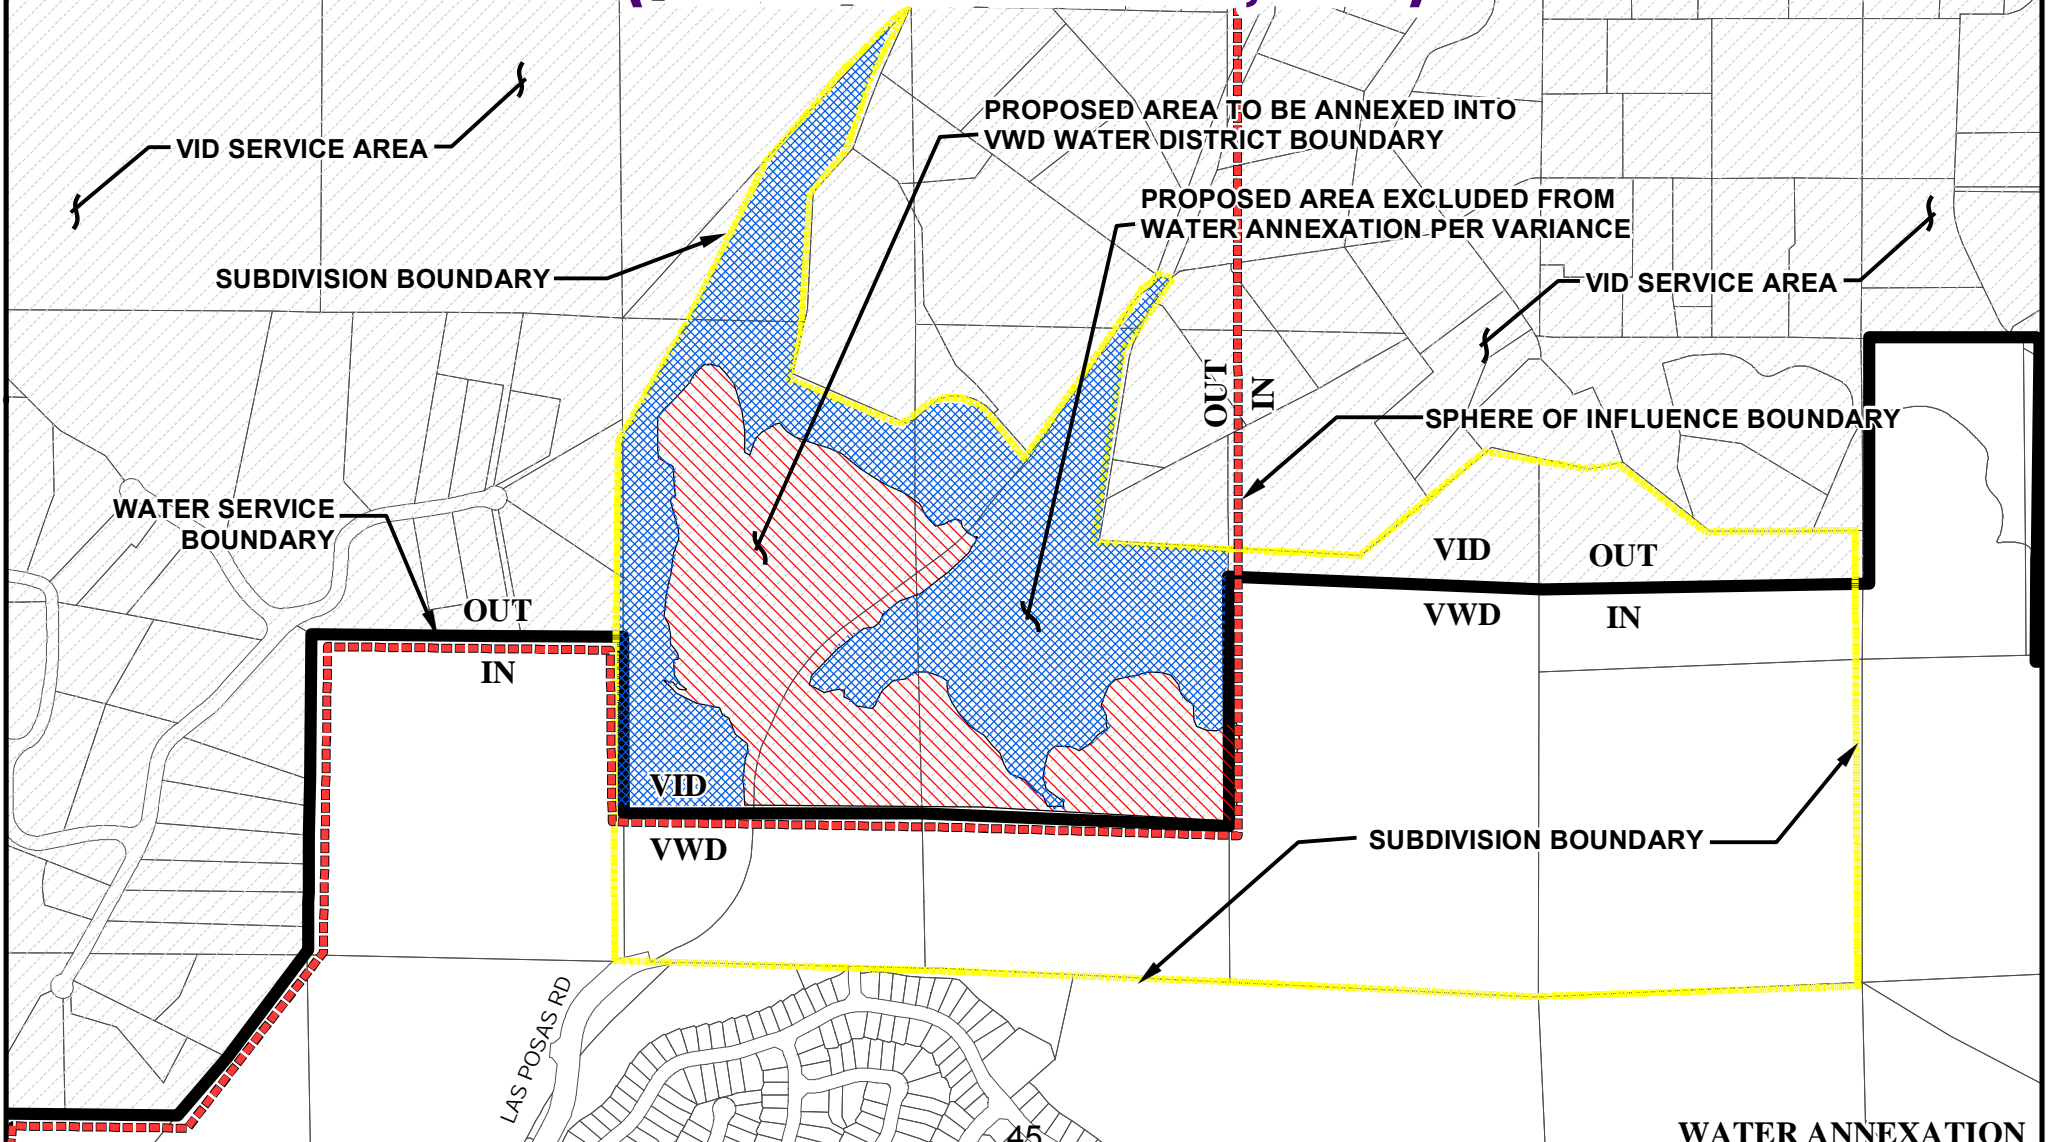 PROPOSED AREA TO BE ANNEXED INTO
VWD WATER DISTRICT BOUNDARY
VID SERVICE AREA
PROPOSED AREA EXCLUDED FROM
WATER ANNEXATION PER VARIANCE
SUBDIVISION BOUNDARY
VID SERVICE AREA
OUT
IN
SPHERE OF INFLUENCE BOUNDARY
WATER SERVICE
BOUNDARY
VID
OUT
VWD
IN
OUT
IN
VID
VWD
SUBDIVISION BOUNDARY
LAS POSAS RD
45
WATER ANNEXATION